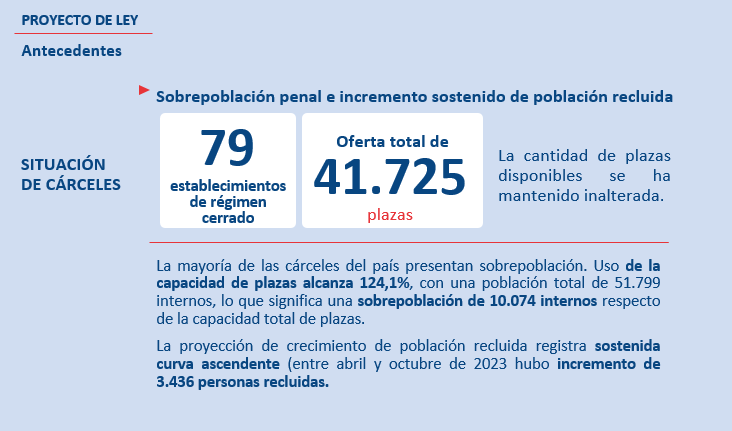 PROYECTO DE LEY
Antecedentes
Sobrepoblación penal e incremento sostenido de población recluida
SITUACIÓN
DE CÁRCELES
79
establecimientos
de régimen
cerrado
Oferta total de
41.725
plazas
La cantidad de plazas
disponibles se ha
mantenido inalterada.
La mayoría de las cárceles del país presentan sobrepoblación. Uso de la
capacidad de plazas alcanza 124,1%, con una población total de 51.799
internos, lo que significa una sobrepoblación de 10.074 internos respecto
de la capacidad total de plazas.
La proyección de crecimiento de población recluida registra sostenida
curva ascendente (entre abril y octubre de 2023 hubo incremento de
3.436 personas recluidas.